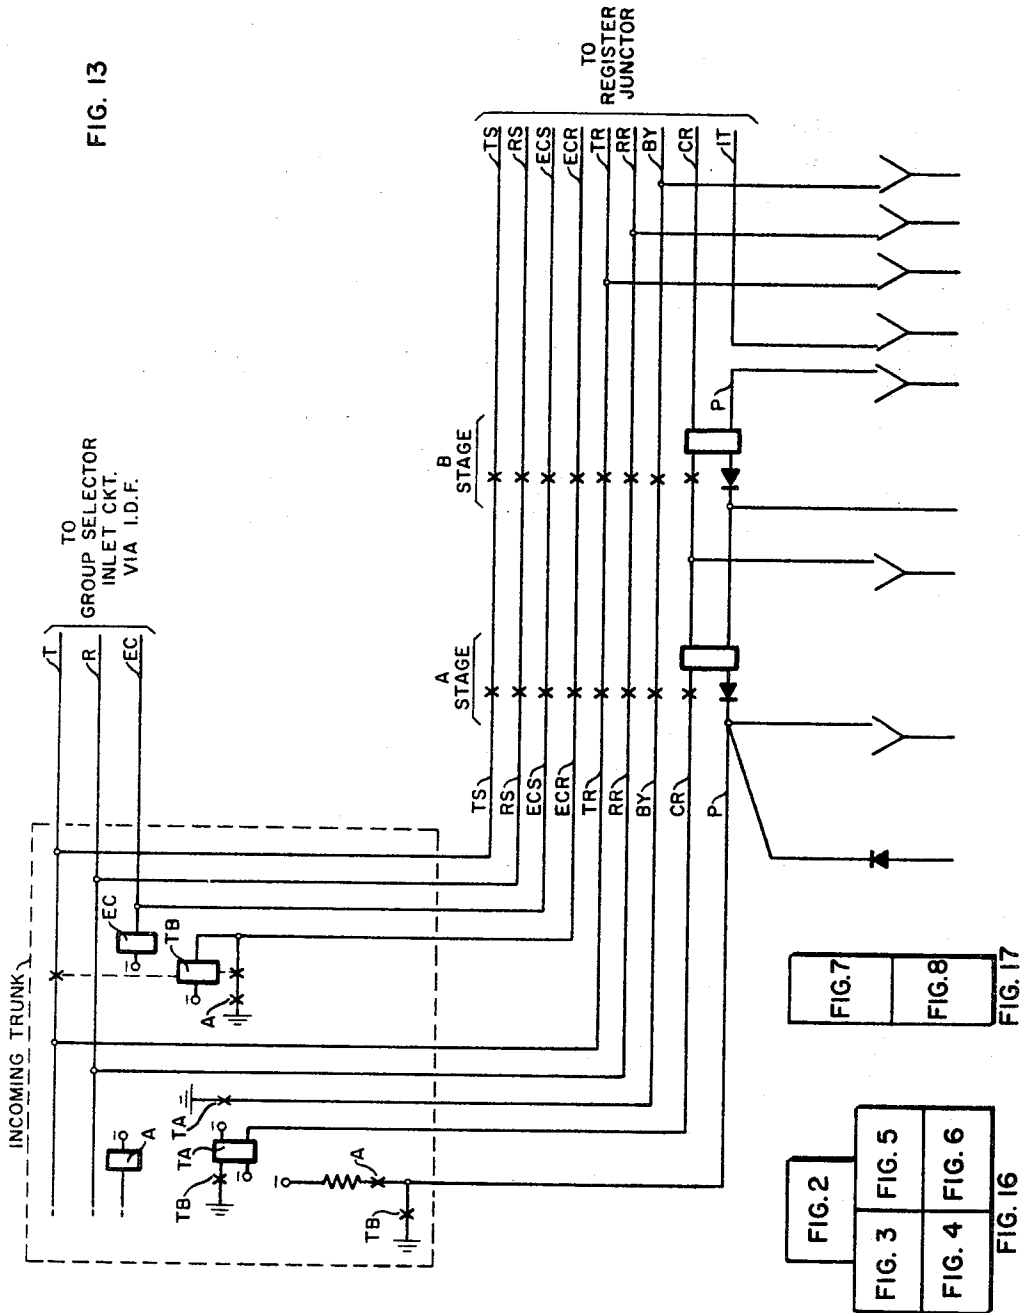 FIG. 13
TO
GROUP SELECTOR
INLET CKT.
VIA I.D.F.
T
R
EC
INCOMING TRUNK
EC
TB
A
A
TA
TA
TB
A
TB
A
STAGE
B
STAGE
TO
REGISTER
JUNCTOR
TS
RS
ECS
ECR
TR
RR
BY
CR
P
TS
RS
ECS
ECR
TR
RR
BY
CR
IT
P
FIG. 2
FIG. 3
FIG. 5
FIG. 4
FIG. 6
FIG. 16
FIG. 7
FIG. 8
FIG. 17